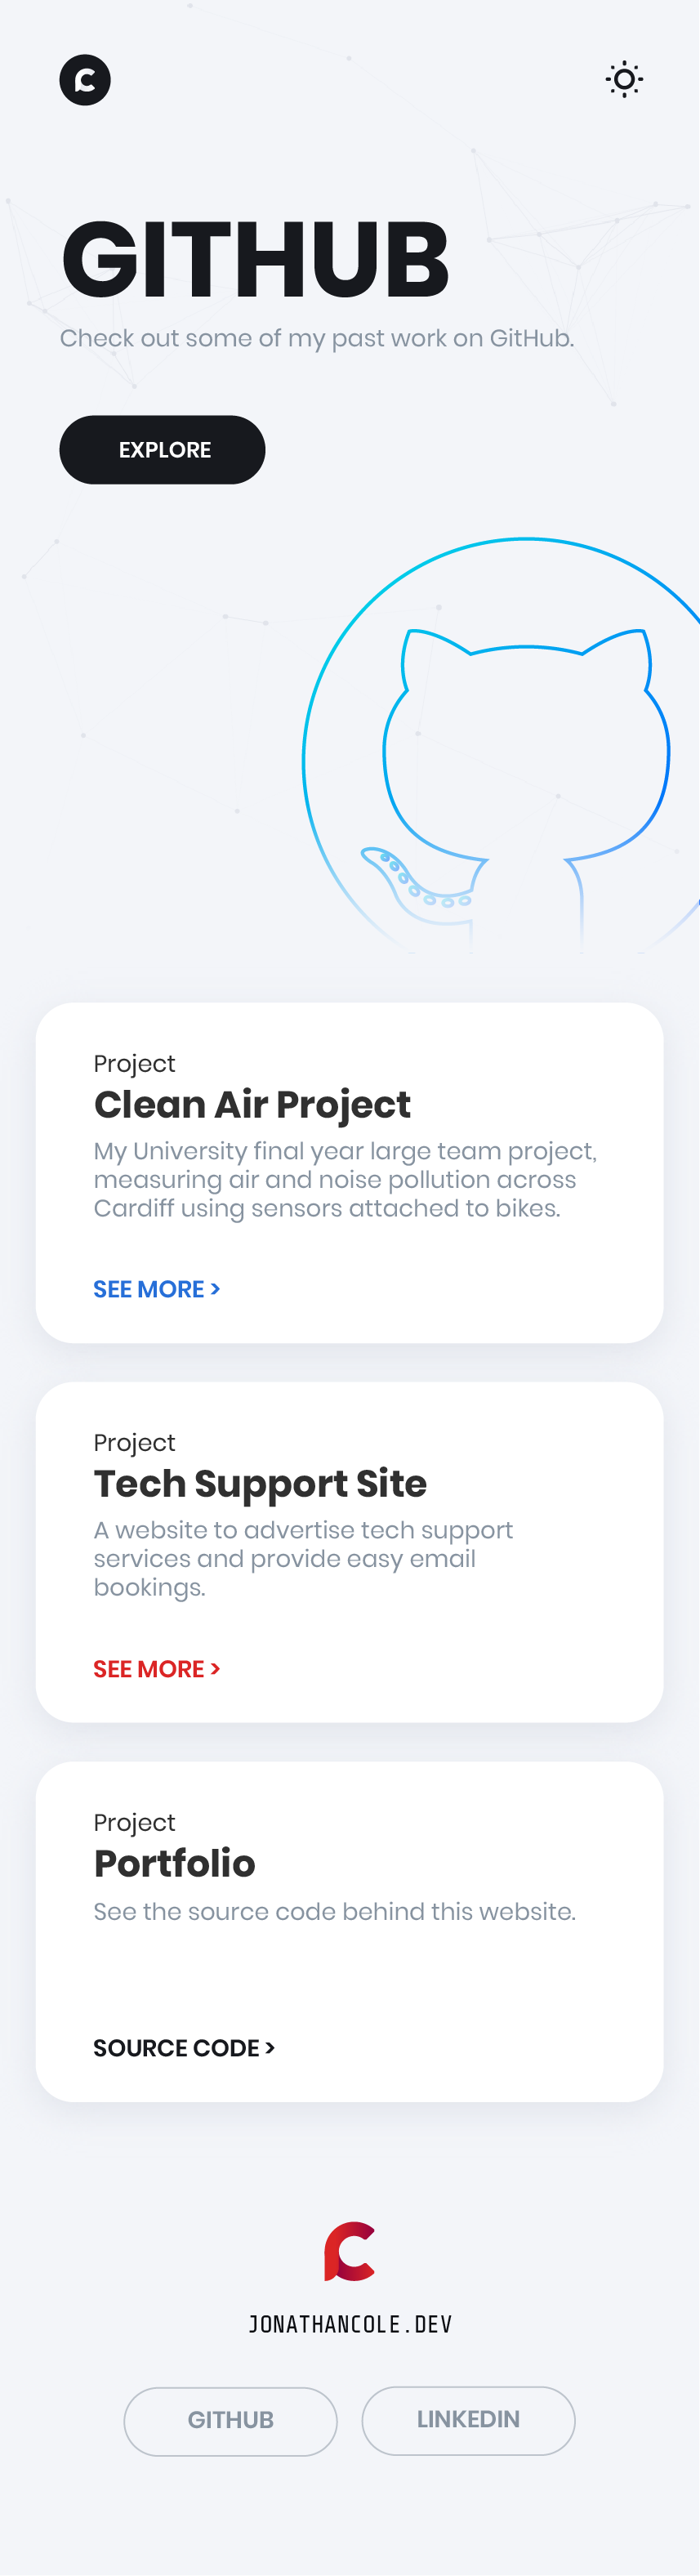 GITHUB
Check out some of my past work on GitHub.
EXPLORE
Project
Clean Air Project
My University final year large team project,
measuring air and noise pollution across
Cardiff using sensors attached to bikes.
SEE MORE >
Project
Tech Support Site
A website to advertise tech support
services and provide easy email
bookings.
SEE MORE >
Project
Portfolio
See the source code behind this website.
SOURCE CODE >
JONATHANCOLE.DEV
GITHUB
LINKEDIN